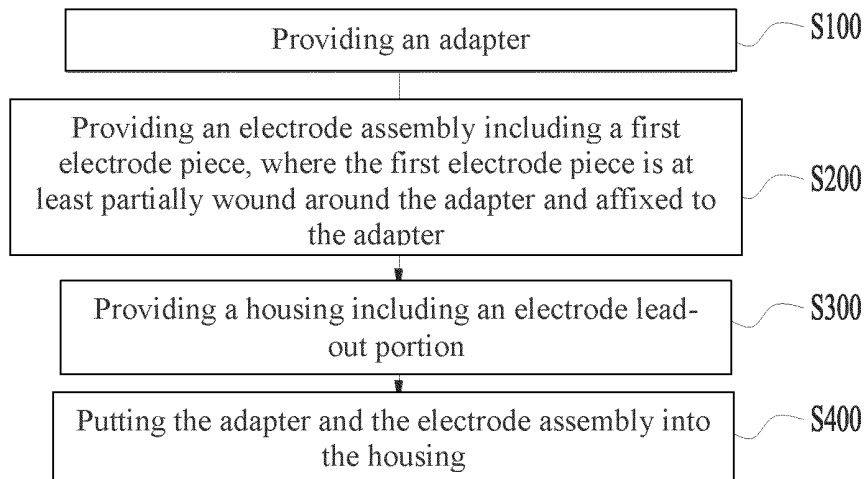 Providing an adapter
S100
Providing an electrode assembly including a first
electrode piece, where the first electrode piece is at
least partially wound around the adapter and affixed to
the adapter
S200
Providing a housing including an electrode lead-
out portion
S300
Putting the adapter and the electrode assembly into
the housing
S400